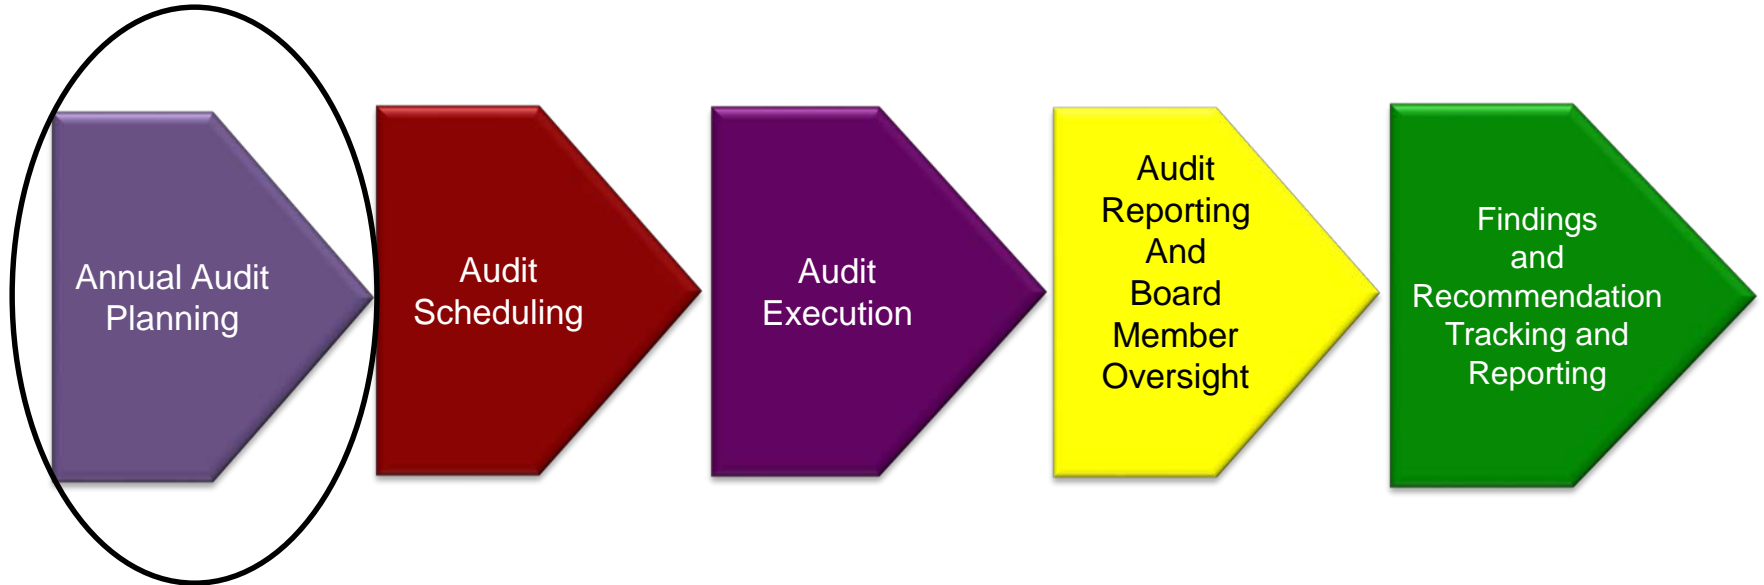 Annual Audit
Planning
Audit
Scheduling
Audit
Execution
Audit
Reporting
And
Board
Member
Oversight
Findings
and
Recommendation
Tracking and
Reporting